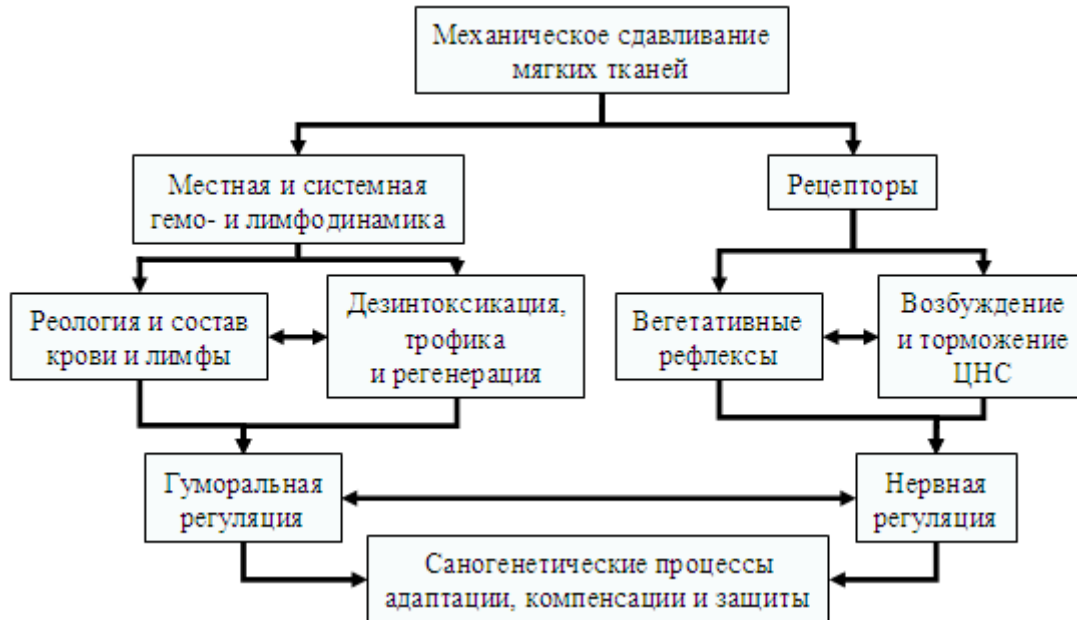 Механическое сдавливание
мягких тканей
Местная и системная
гемо- и лимфодинамика
Рецепторы
Реология и состав
крови и лимфы
Дезинтоксикация,
трофика
и регенерация
Вегетативные
рефлексы
Возбуждение
и торможение
ЦНС
Гуморальная
регуляция
Нервная
регуляция
Саногенетические процессы
адаптации, компенсации и защиты